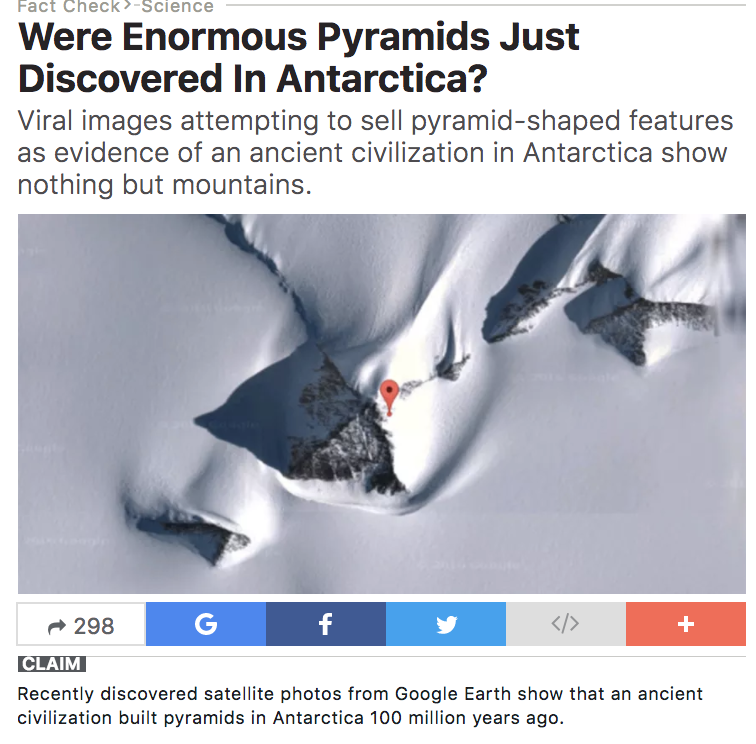 Fact Check> Science
Were Enormous Pyramids Just
Discovered In Antarctica?
Viral images attempting to sell pyramid-shaped features
as evidence of an ancient civilization in Antarctica show
nothing but mountains.
298
G
f
</>
+
CLAIM
Recently discovered satellite photos from Google Earth show that an ancient
civilization built pyramids in Antarctica 100 million years ago.